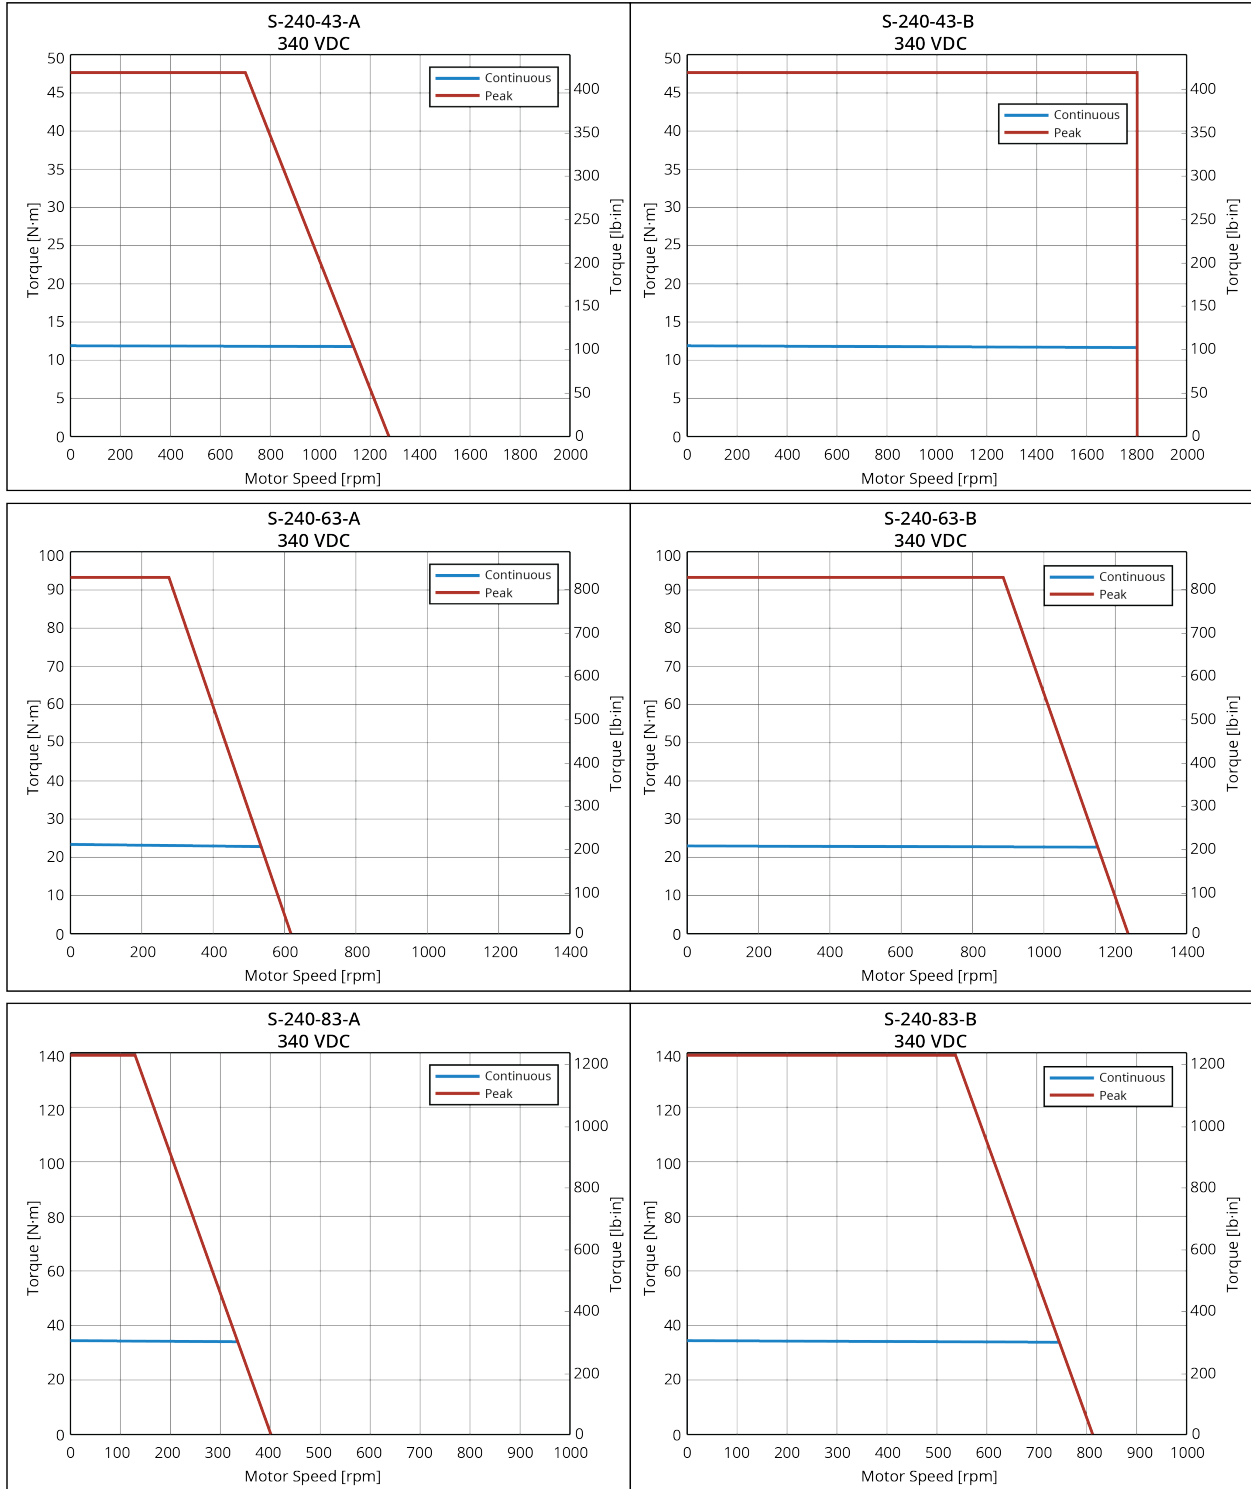 S-240-43-A
340 VDC
50
45
40
35
30
25
20
15
10
5
0
Torque [N·m]
Continuous
Peak
400
350
300
250
200
150
100
50
0
Torque [lb·in]
0 200 400 600 800 1000 1200 1400 1600 1800 2000
Motor Speed [rpm]
S-240-43-B
340 VDC
50
45
40
35
30
25
20
15
10
5
0
Torque [N·m]
Continuous
Peak
400
350
300
250
200
150
100
50
0
Torque [lb·in]
0 200 400 600 800 1000 1200 1400 1600 1800 2000
Motor Speed [rpm]
S-240-63-A
340 VDC
100
90
80
70
60
50
40
30
20
10
0
Torque [N·m]
Continuous
Peak
800
700
600
500
400
300
200
100
0
Torque [lb·in]
0 200 400 600 800 1000 1200 1400
Motor Speed [rpm]
S-240-63-B
340 VDC
100
90
80
70
60
50
40
30
20
10
0
Torque [N·m]
Continuous
Peak
800
700
600
500
400
300
200
100
0
Torque [lb·in]
0 200 400 600 800 1000 1200 1400
Motor Speed [rpm]
S-240-83-A
340 VDC
140
120
100
80
60
40
20
0
Torque [N·m]
Continuous
Peak
1200
1000
800
600
400
200
0
Torque [lb·in]
0 100 200 300 400 500 600 700 800 900 1000
Motor Speed [rpm]
S-240-83-B
340 VDC
140
120
100
80
60
40
20
0
Torque [N·m]
Continuous
Peak
1200
1000
800
600
400
200
0
Torque [lb·in]
0 100 200 300 400 500 600 700 800 900 1000
Motor Speed [rpm]